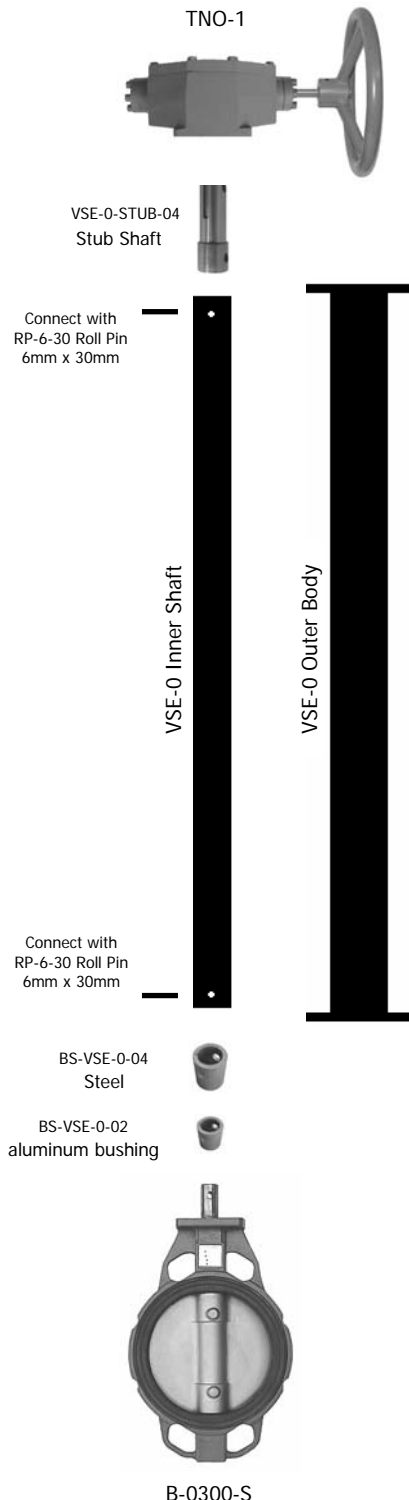 TNO-1
VSE-0-STUB-04
Stub Shaft
Connect with
RP-6-30 Roll Pin
6mm x 30mm
VSE-0 Inner Shaft
VSE-0 Outer Body
Connect with
RP-6-30 Roll Pin
6mm x 30mm
BS-VSE-0-04
Steel
BS-VSE-0-02
aluminum bushing
B-0300-S